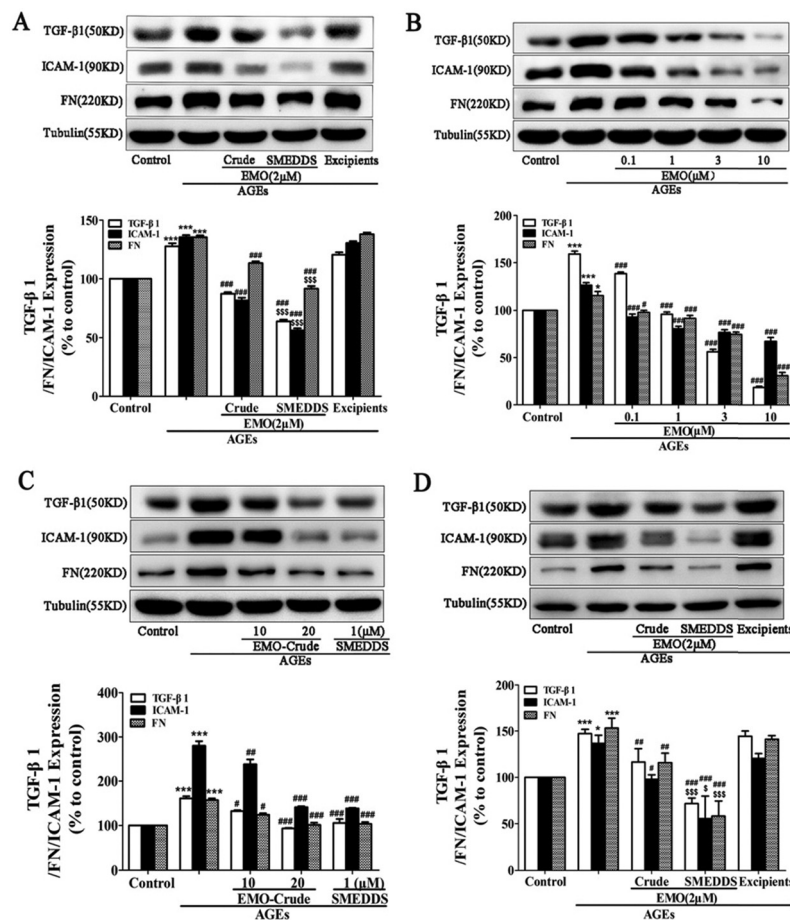 A
TGF-β1(50KD)
ICAM-1(90KD)
FN(220KD)
Tubulin(55KD)
Control Crude SMEDDS Excipients
EMO(2μM)
AGEs
TGF-β 1
/FN/ICAM-1 Expression
(% to control)
150
100
50
0
TGF-β 1
ICAM-1
FN
*** *** ***
### ### ### ### ###
$$$ $$$ $$$
Control Crude SMEDDS Excipients
EMO(2μM)
AGEs
B
TGF-β1(50KD)
ICAM-1(90KD)
FN(220KD)
Tubulin(55KD)
Control 0.1 1 3 10
EMO(μM)
AGEs
TGF-β 1
/FN/ICAM-1 Expression
(% to control)
200
150
100
50
0
TGF-β 1
ICAM-1
FN
*** *** *
### ### # ### ### ### ### ### ### ### ### ###
Control 0.1 1 3 10
EMO(μM)
AGEs
C
TGF-β1(50KD)
ICAM-1(90KD)
FN(220KD)
Tubulin(55KD)
Control 10 20 1(μM)
EMO-Crude SMEDDS
AGEs
TGF-β 1
/FN/ICAM-1 Expression
(% to control)
400
300
200
100
0
TGF-β 1
ICAM-1
FN
*** *** ***
# ## # ### ### ### ### ### ###
Control 10 20 1 (μM)
EMO-Crude SMEDDS
AGEs
D
TGF-β1(50KD)
ICAM-1(90KD)
FN(220KD)
Tubulin(55KD)
Control Crude SMEDDS Excipients
EMO(2μM)
AGEs
TGF-β 1
/FN/ICAM-1 Expression
(% to control)
200
150
100
50
0
TGF-β 1
ICAM-1
FN
*** * ***
## # ## ### ### ###
$$$ $ $$$
Control Crude SMEDDS Excipients
EMO(2μM)
AGEs